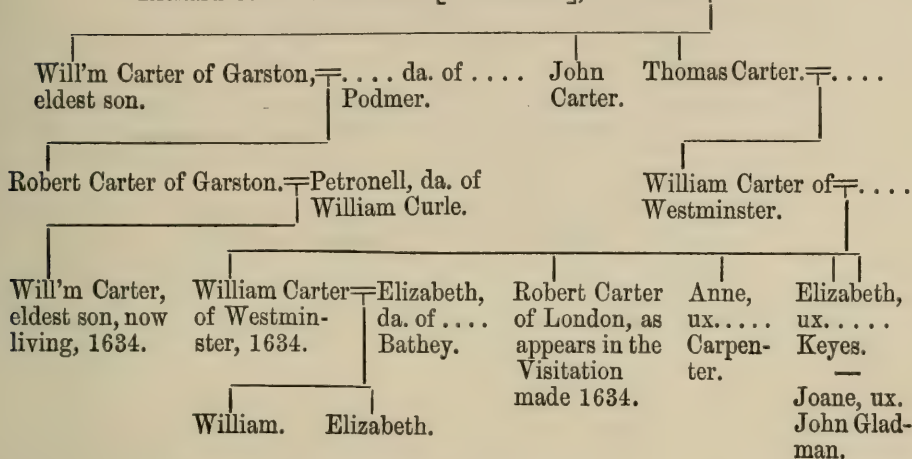 Will'm Carter of Garston,
eldest son.
.... da. of ....
Podmer.
John
Carter.
Thomas Carter.
....
Robert Carter of Garston.
Petronell, da. of
William Curle.
William Carter of
Westminster.
....
Will'm Carter,
eldest son, now
living, 1634.
William Carter
of Westmin-
ster, 1634.
Elizabeth,
da. of ....
Bathey.
Robert Carter
of London, as
appears in the
Visitation
made 1634.
Anne,
ux.....
Carpen-
ter.
Elizabeth,
ux.....
Keyes.
—
Joane, ux.
John Glad-
man.
William.
Elizabeth.